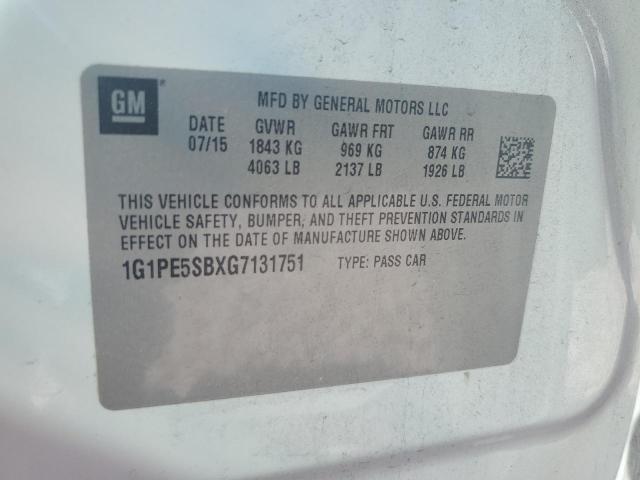 GM
MFD BY GENERAL MOTORS LLC
DATE GVWR GAWR FRT GAWR RR
07/15 1843 KG 969 KG 874 KG
4063 LB 2137 LB 1926 LB
THIS VEHICLE CONFORMS TO ALL APPLICABLE U.S. FEDERAL MOTOR
VEHICLE SAFETY, BUMPER, AND THEFT PREVENTION STANDARDS IN
EFFECT ON THE DATE OF MANUFACTURE SHOWN ABOVE.
1G1PE5SBXG7131751 TYPE: PASS CAR